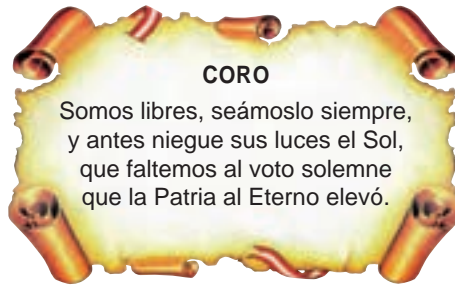 CORO
Somos libres, seámoslo siempre,
y antes niegue sus luces el Sol,
que faltemos al voto solemne
que la Patria al Eterno elevó.